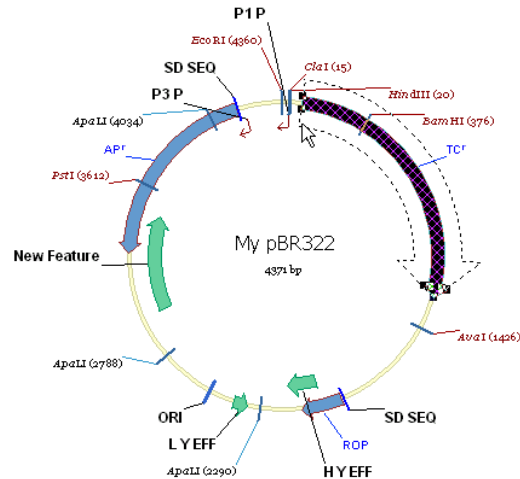 P1 P
EcoRI (4360)
SD SEQ
ClaI (15)
P3 P
HindIII (20)
ApaLI (4034)
BamHI (376)
APr
TCr
PstI (3612)
New Feature
My pBR322
4371 bp
AvaI (1426)
ApaLI (2788)
ORI
SD SEQ
L Y EFF
ROP
ApaLI (2290)
H Y EFF